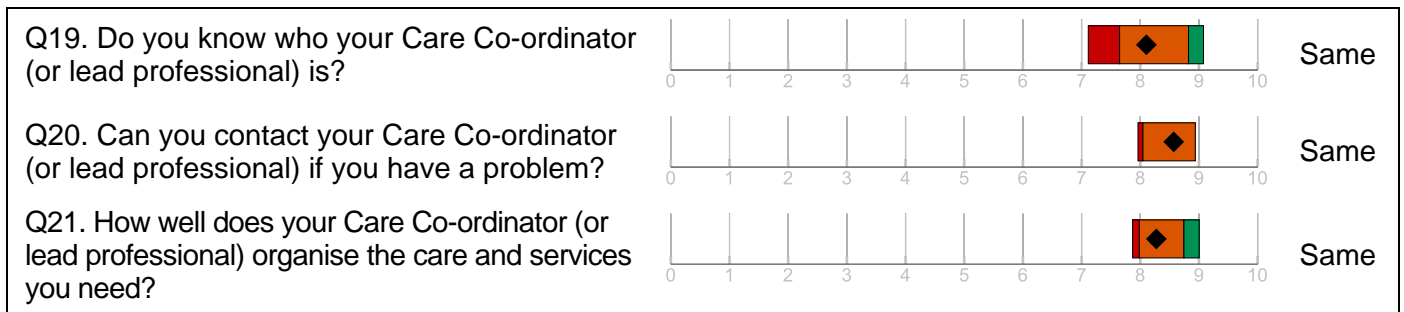 Q19. Do you know who your Care Co-ordinator
(or lead professional) is?
0 1 2 3 4 5 6 7 8 9 10
Same
Q20. Can you contact your Care Co-ordinator
(or lead professional) if you have a problem?
0 1 2 3 4 5 6 7 8 9 10
Same
Q21. How well does your Care Co-ordinator (or
lead professional) organise the care and services
you need?
0 1 2 3 4 5 6 7 8 9 10
Same